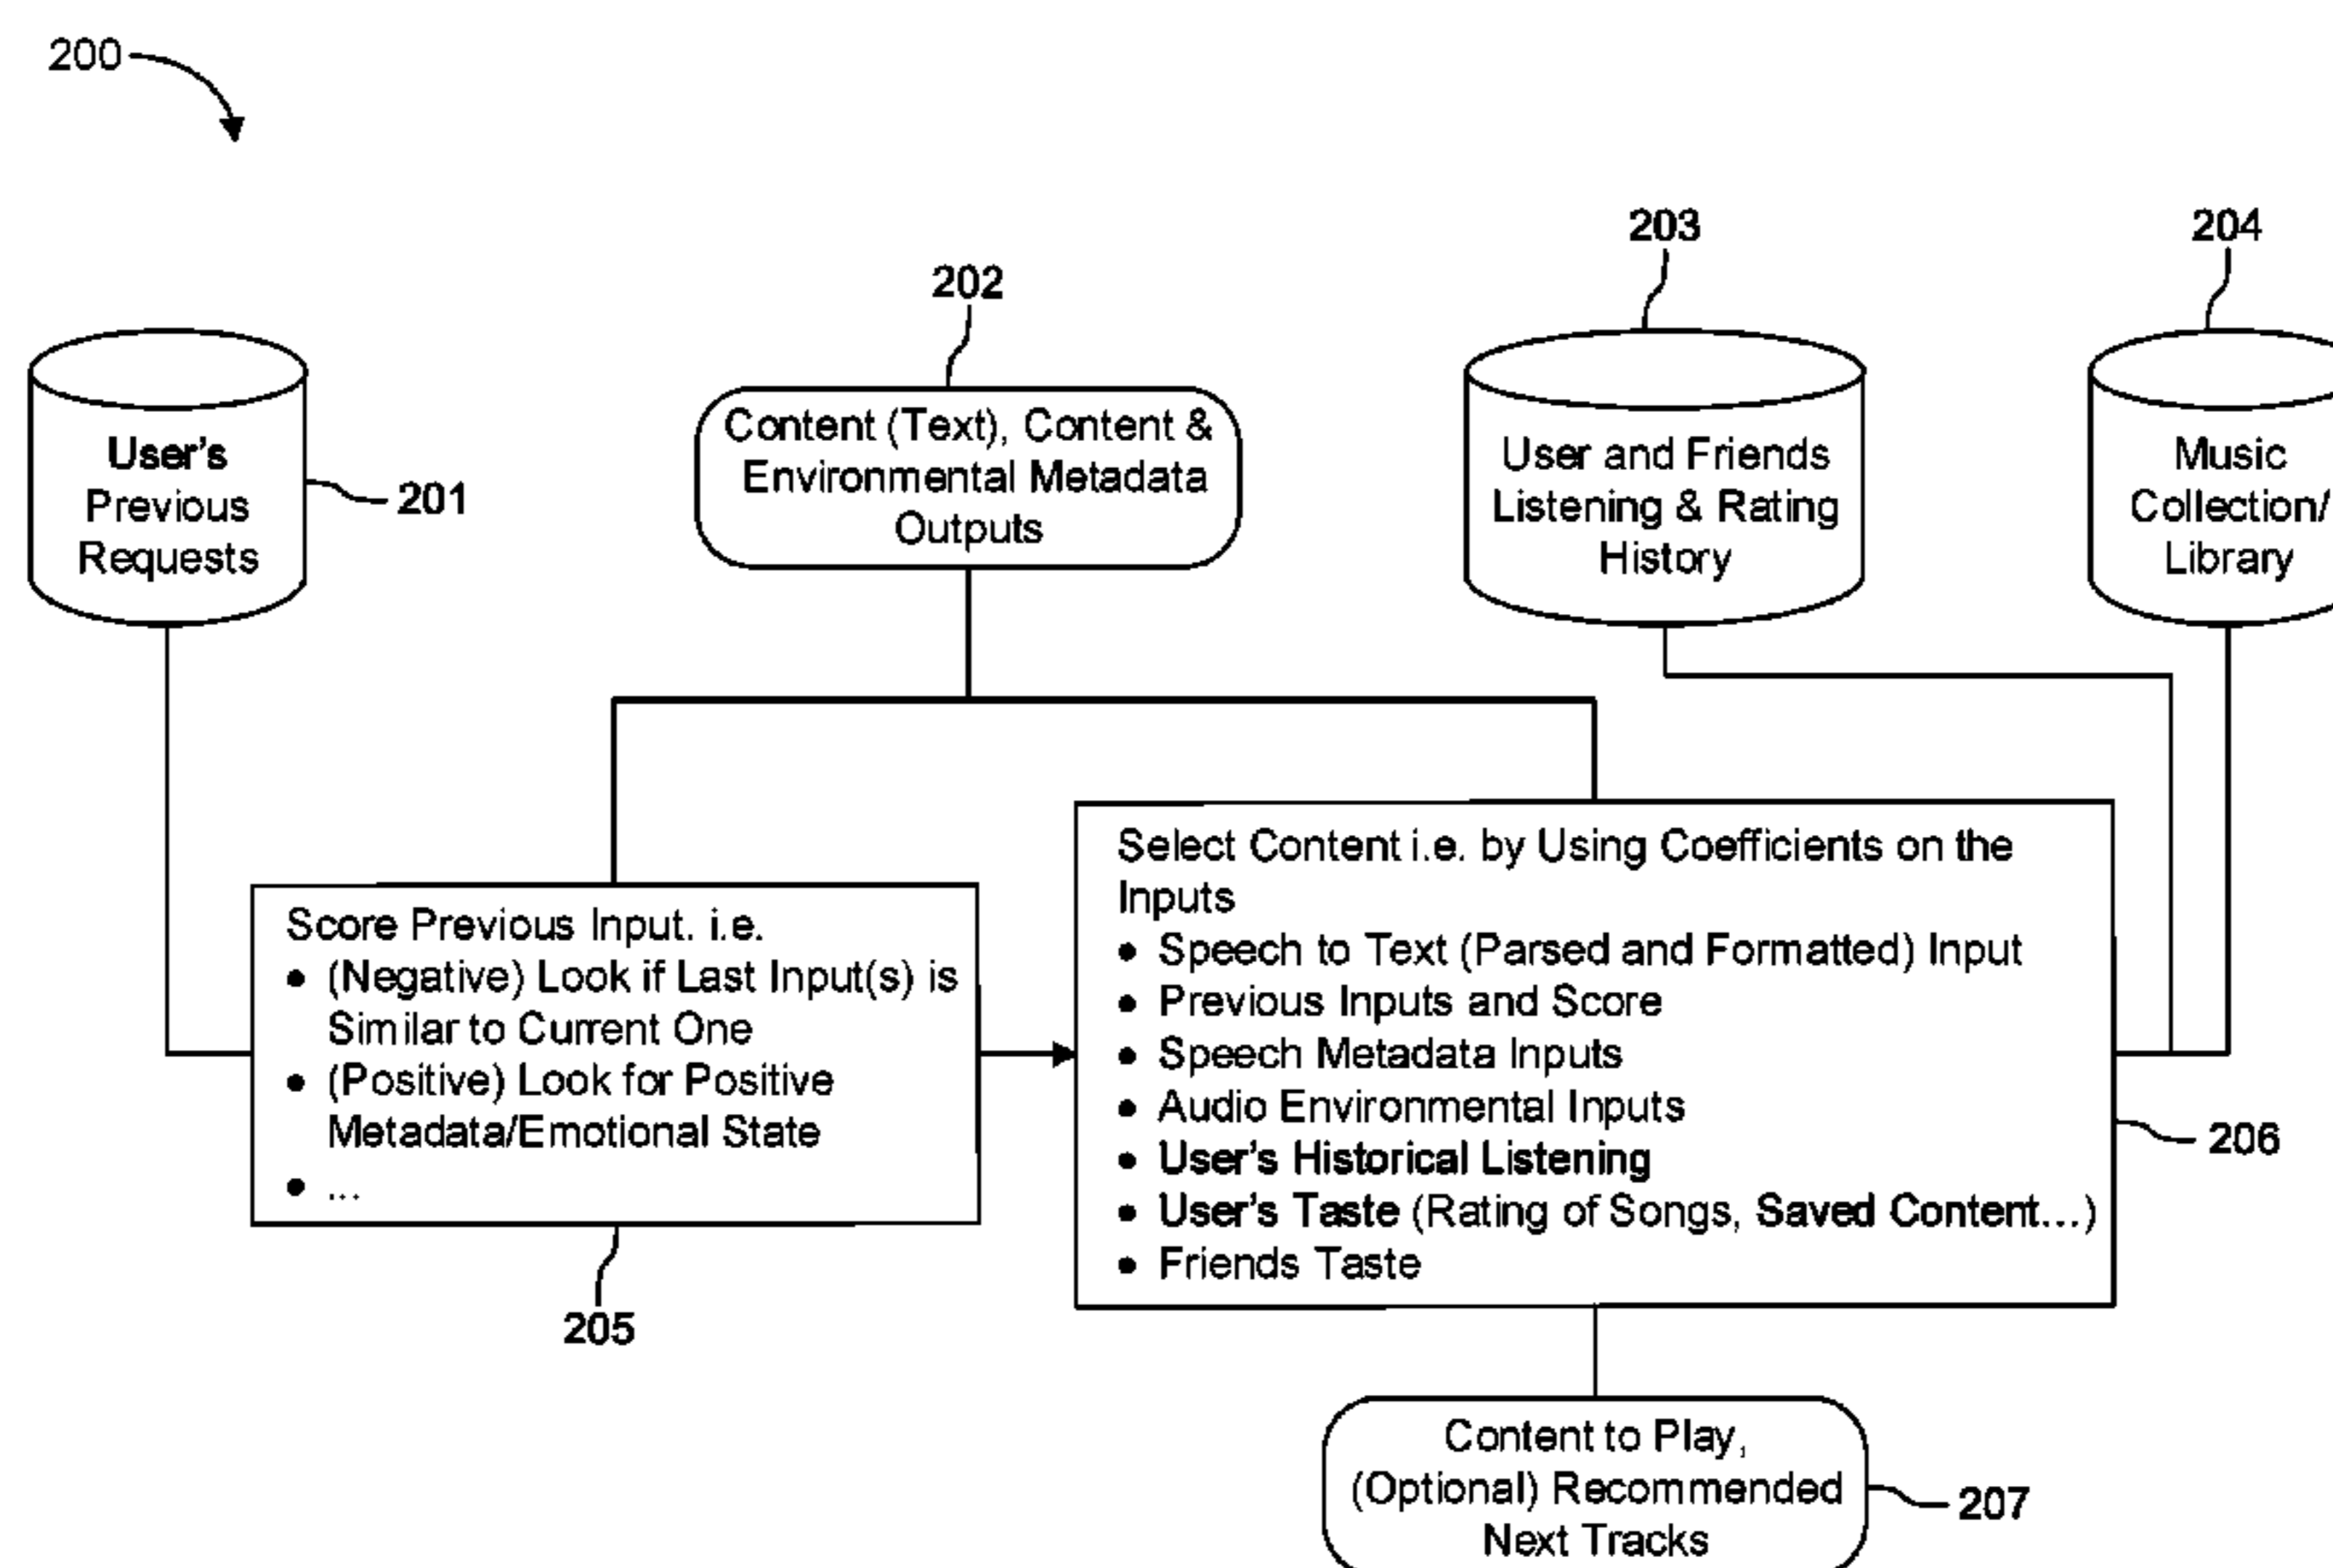 200
203
204
202
User's
Previous
Requests
201
Content (Text), Content &
Environmental Metadata
Outputs
User and Friends
Listening & Rating
History
Music
Collection/
Library
Score Previous Input. i.e.
• (Negative) Look if Last Input(s) is
Similar to Current One
• (Positive) Look for Positive
Metadata/Emotional State
• ...
205
Select Content i.e. by Using Coefficients on the
Inputs
• Speech to Text (Parsed and Formatted) Input
• Previous Inputs and Score
• Speech Metadata Inputs
• Audio Environmental Inputs
• User's Historical Listening
• User's Taste (Rating of Songs, Saved Content...)
• Friends Taste
206
Content to Play,
(Optional) Recommended
Next Tracks
207